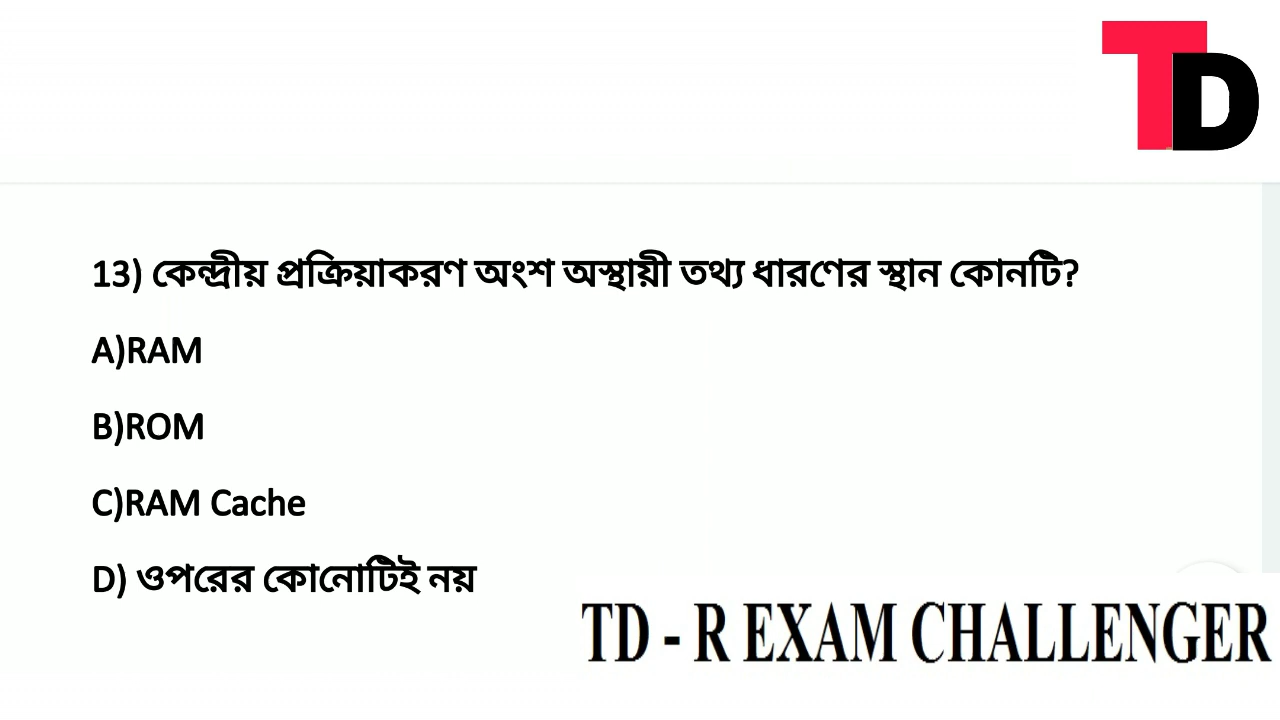 TD
13) কেন্দ্রীয় প্রক্রিয়াকরণ অংশ অস্থায়ী তথ্য ধারণের স্থান কোনটি?
A)RAM
B)ROM
C)RAM Cache
D) ওপরের কোনোটিই নয়
TD - R EXAM CHALLENGER